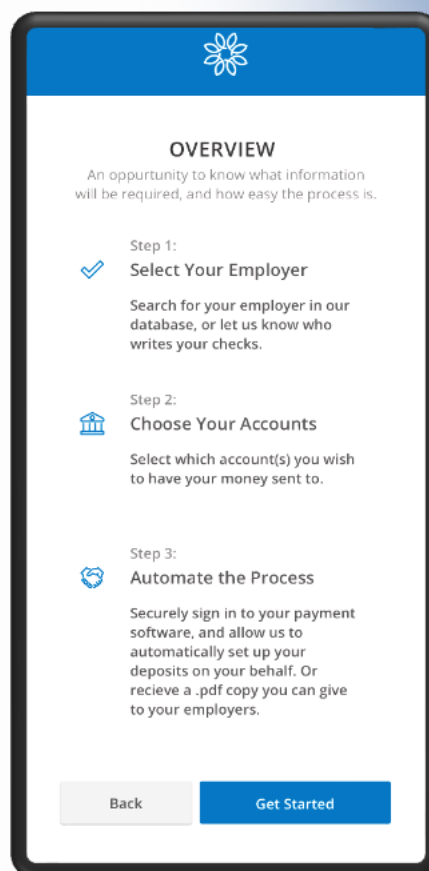 OVERVIEW
An oppurtunity to know what information
will be required, and how easy the process is.
Step 1:
Select Your Employer
Search for your employer in our
database, or let us know who
writes your checks.
Step 2:
Choose Your Accounts
Select which account(s) you wish
to have your money sent to.
Step 3:
Automate the Process
Securely sign in to your payment
software, and allow us to
automatically set up your
deposits on your behalf. Or
recieve a .pdf copy you can give
to your employers.
Back
Get Started